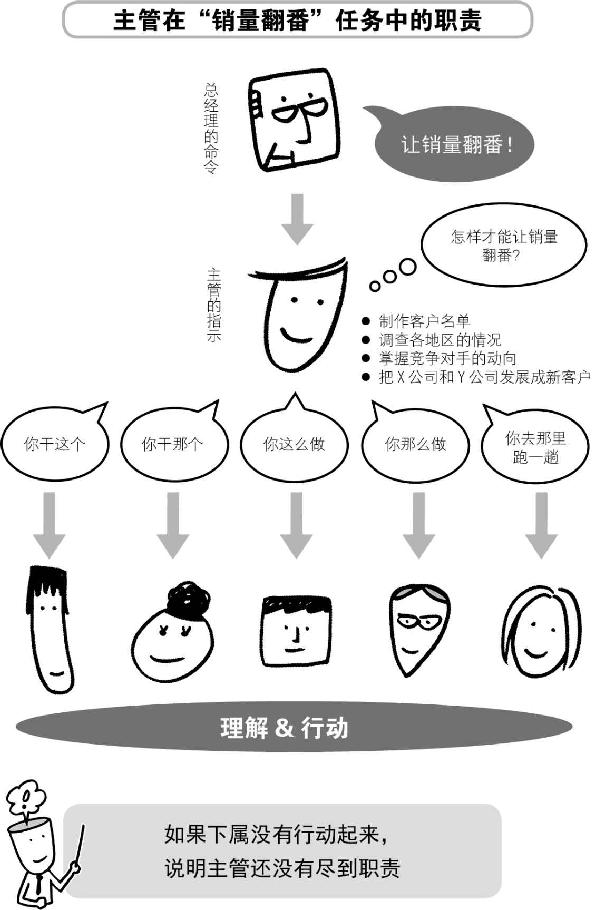 主管在“销量翻番”任务中的职责
总经理的命令
让销量翻番！
怎样才能让销量
翻番？
主管的指示
● 制作客户名单
● 调查各地区的情况
● 掌握竞争对手的动向
● 把X公司和Y公司发展成新客户
你干这个
你干那个
你这么做
你那么做
你去那里
跑一趟
理解 & 行动
!
如果下属没有行动起来，
说明主管还没有尽到职责